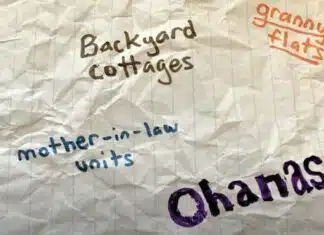 granny
flats
Backyard
cottages
mother-in-law
units
Ohanas